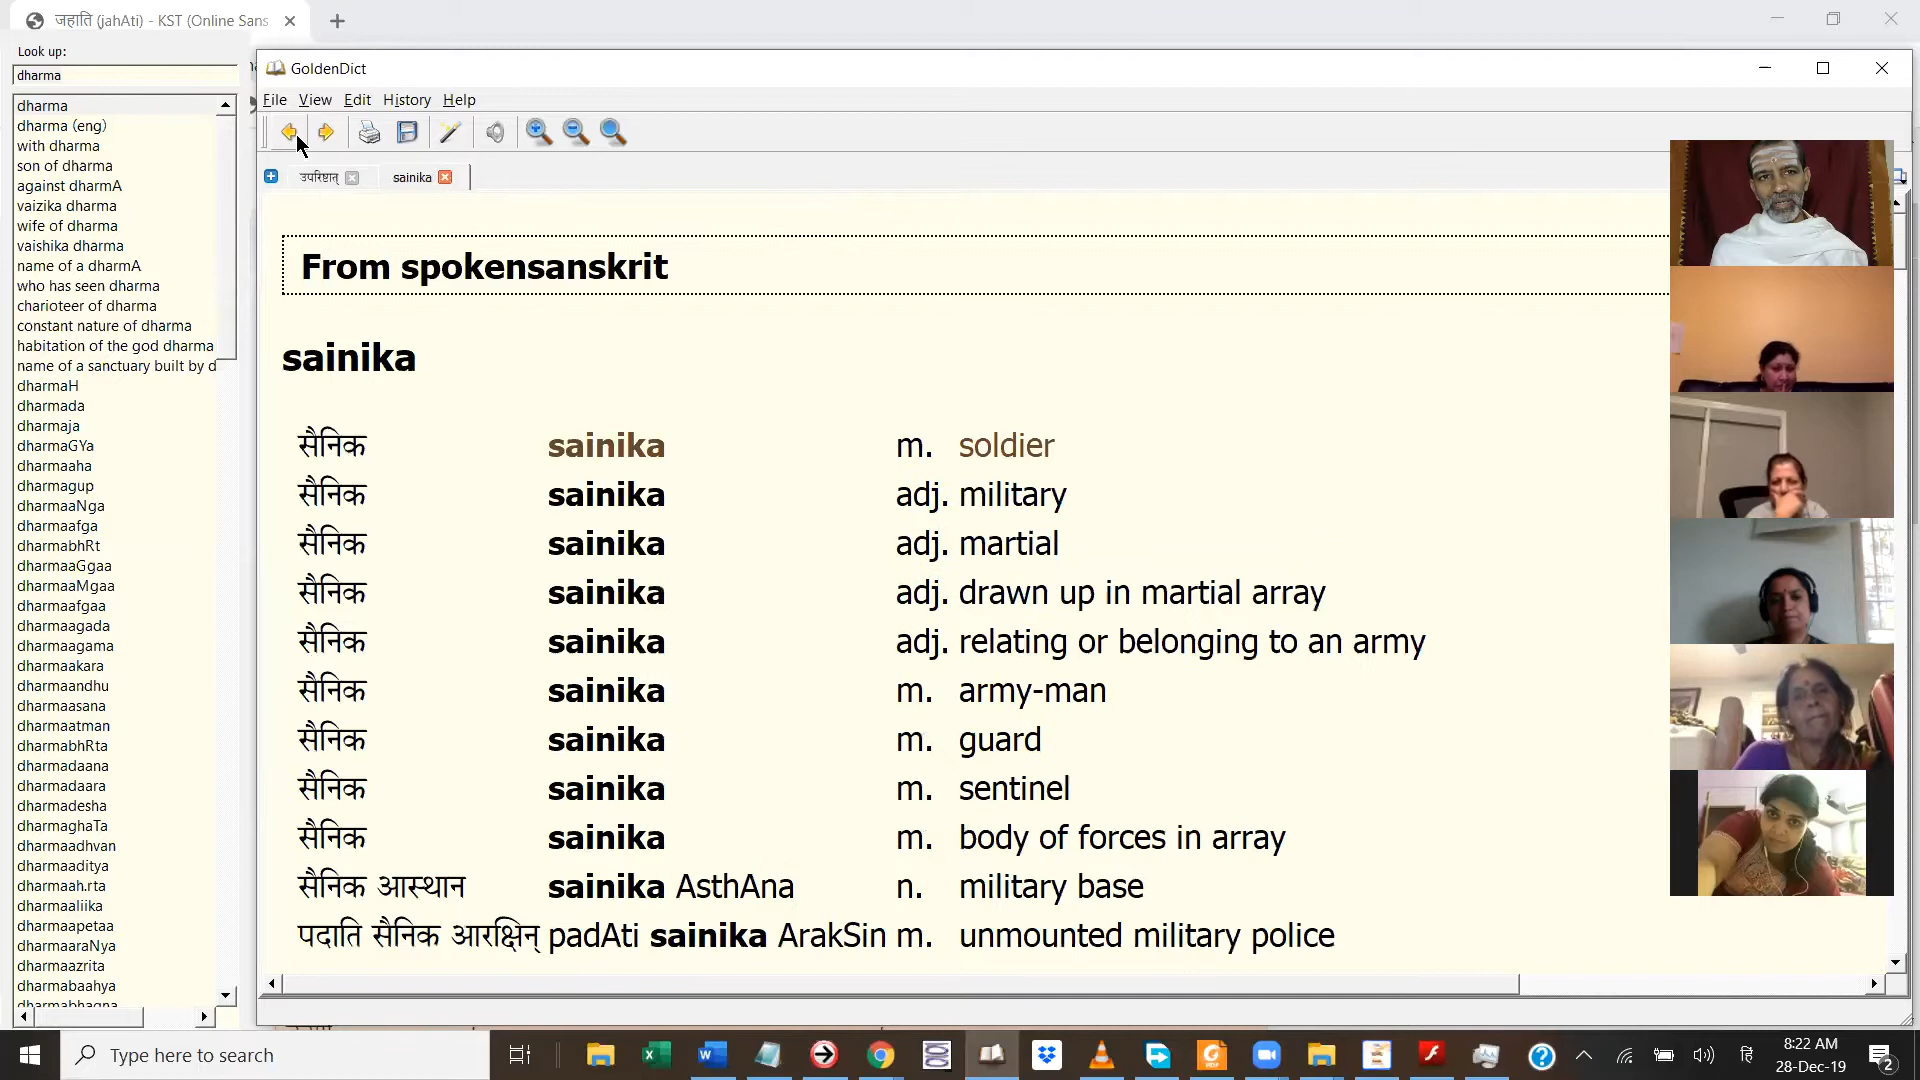 जहाति (jahAti) - KST (Online Sans
Look up:
dharma
dharma
dharma (eng)
with dharma
son of dharma
against dharmA
vaizika dharma
wife of dharma
vaishika dharma
name of a dharmA
who has seen dharma
charioteer of dharma
constant nature of dharma
habitation of the god dharma
name of a sanctuary built by d
dharmaH
dharmada
dharmaja
dharmaGYa
dharmaaha
dharmagup
dharmaaNga
dharmaafga
dharmabhRt
dharmaaGgaa
dharmaaMgaa
dharmaafgaa
dharmaagada
dharmaagama
dharmaakara
dharmaandhu
dharmaasana
dharmaatman
dharmabhRta
dharmadaana
dharmadaara
dharmadesha
dharmaghaTa
dharmaadhvan
dharmaaditya
dharmaah.rta
dharmaaliika
dharmaapetaa
dharmaaraNya
dharmaazrita
dharmabaahya
dharmabhagna
GoldenDict
File View Edit History Help
उपरिष्टात् sainika
From spokensanskrit
sainika
सैनिक sainika m. soldier
सैनिक sainika adj. military
सैनिक sainika adj. martial
सैनिक sainika adj. drawn up in martial array
सैनिक sainika adj. relating or belonging to an army
सैनिक sainika m. army-man
सैनिक sainika m. guard
सैनिक sainika m. sentinel
सैनिक sainika m. body of forces in array
सैनिक आस्थान sainika AsthAna n. military base
पदाति सैनिक आरक्षिन् padAti sainika ArakSin m. unmounted military police
Type here to search
हि
8:22 AM
28-Dec-19
2